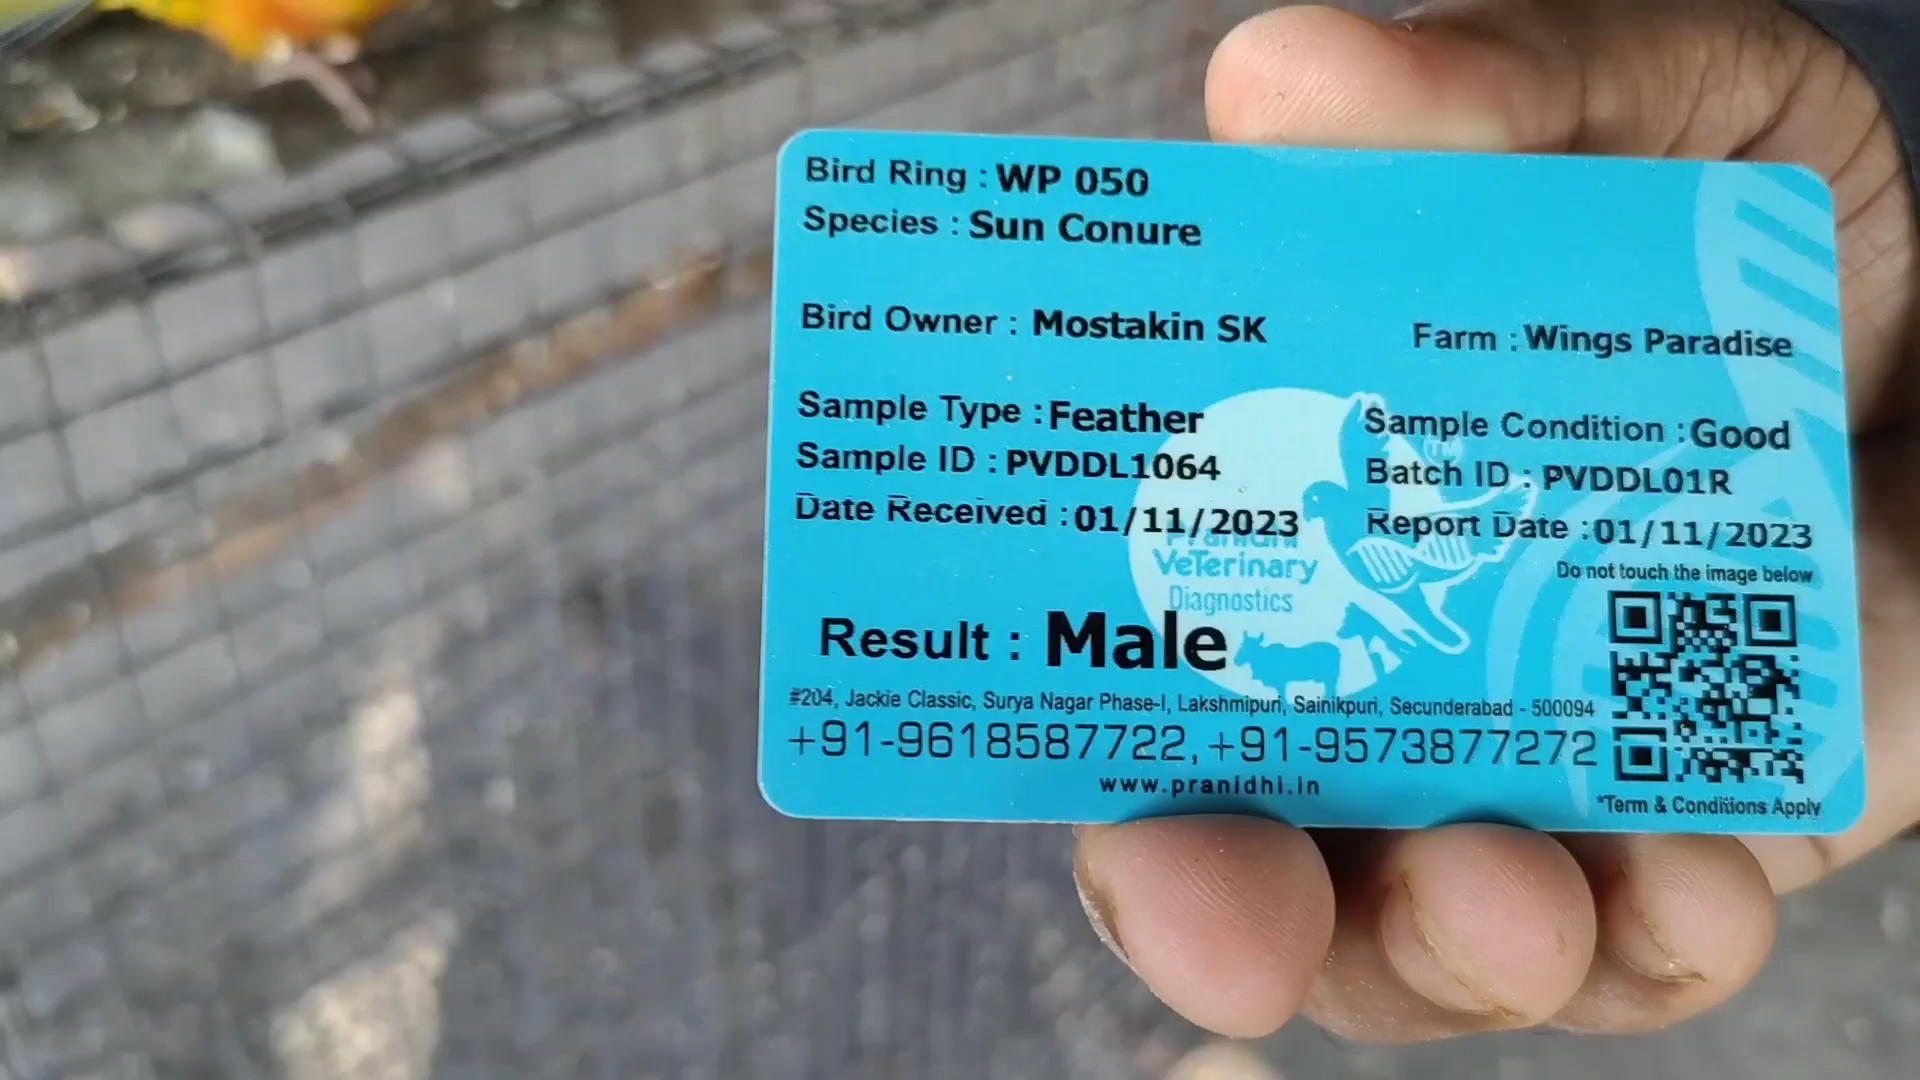 Bird Ring : WP 050
Species : Sun Conure
Bird Owner : Mostakin SK
Farm : Wings Paradise
Sample Type : Feather
Sample Condition : Good
Sample ID : PVDDL1064
Batch ID : PVDDL01R
Date Received : 01/11/2023
Report Date : 01/11/2023
Do not touch the image below
TM
Pranidhi
VeTerinary
Diagnostics
Result : Male
#204, Jackie Classic, Surya Nagar Phase-I, Lakshmipuri, Sainikpuri, Secunderabad - 500094
+91-9618587722, +91-9573877272
www.pranidhi.in
*Term & Conditions Apply